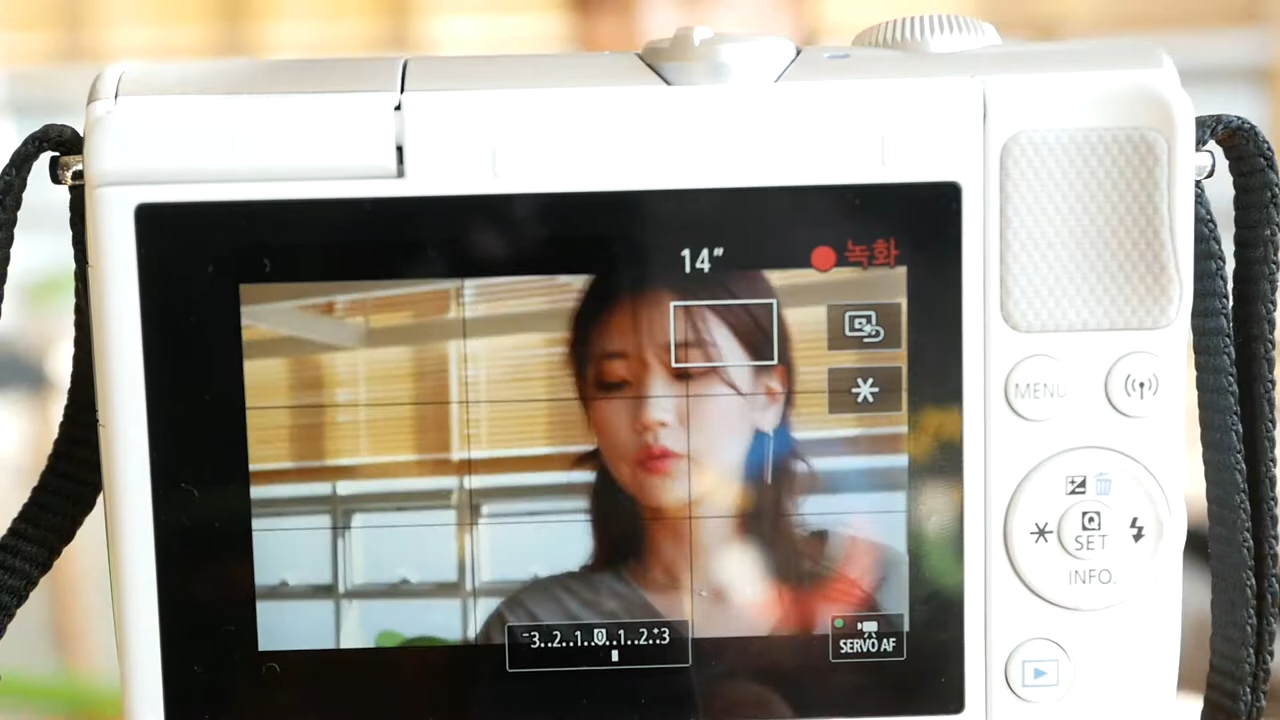 14"
녹화
MENU
SET
INFO.
-3..2..1..0..1..2..+3
SERVO AF